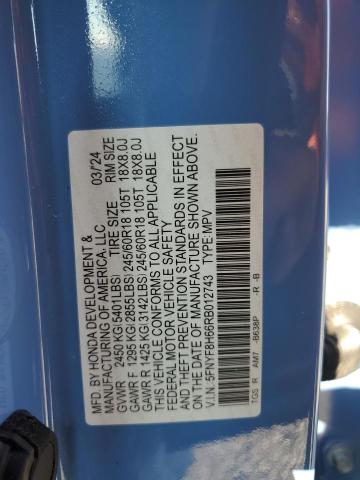 MFD. BY HONDA DEVELOPMENT & 03/'24
MANUFACTURING OF AMERICA, LLC
TIRE SIZE RIM SIZE
GVWR 2450 KG(5401LBS)
GAWR F 1295 KG(2855LBS) 245/60R18 105T 18X8.0J
GAWR R 1425 KG(3142LBS) 245/60R18 105T 18X8.0J
THIS VEHICLE CONFORMS TO ALL APPLICABLE
FEDERAL MOTOR VEHICLE SAFETY
AND THEFT PREVENTION STANDARDS IN EFFECT
ON THE DATE OF MANUFACTURE SHOWN ABOVE.
V.I.N.: 5FNYF8H66RB012743 TYPE:MPV
TGS R AM7 -B638P -R -B